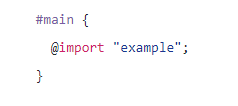 #main {
  @import "example";
}